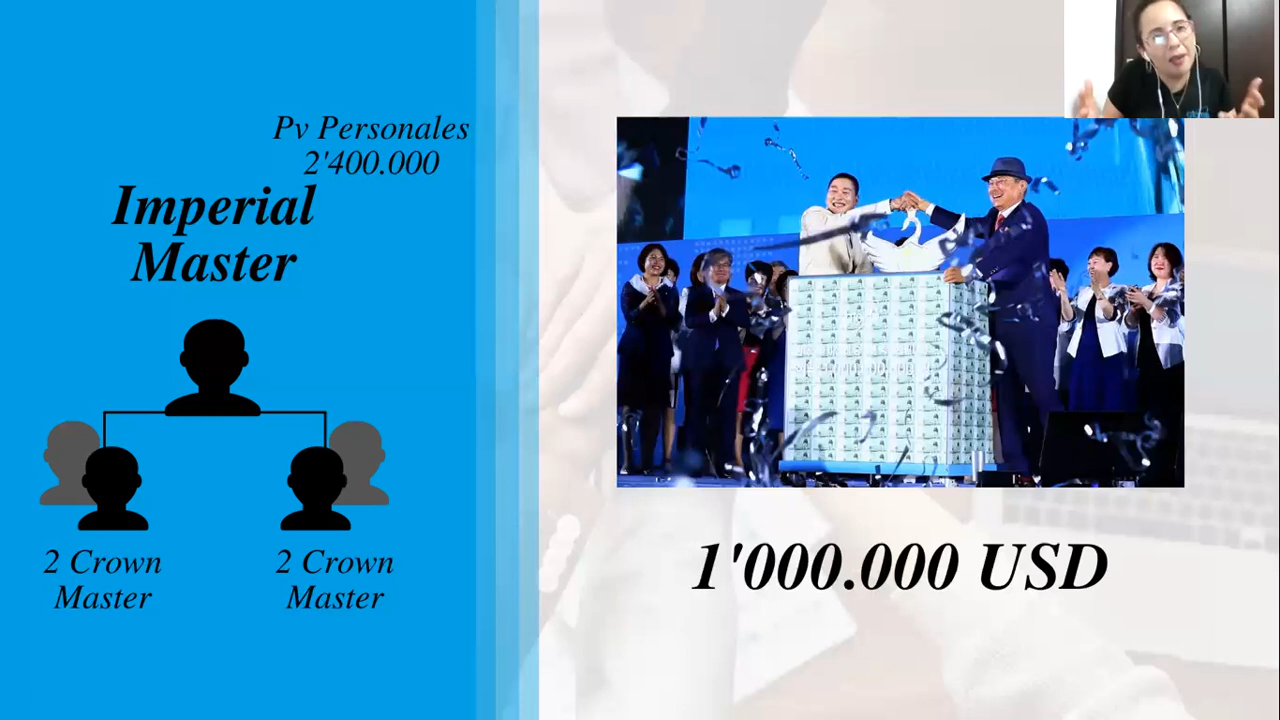 Pv Personales
2'400.000
Imperial
Master
2 Crown
Master
2 Crown
Master
1'000.000 USD